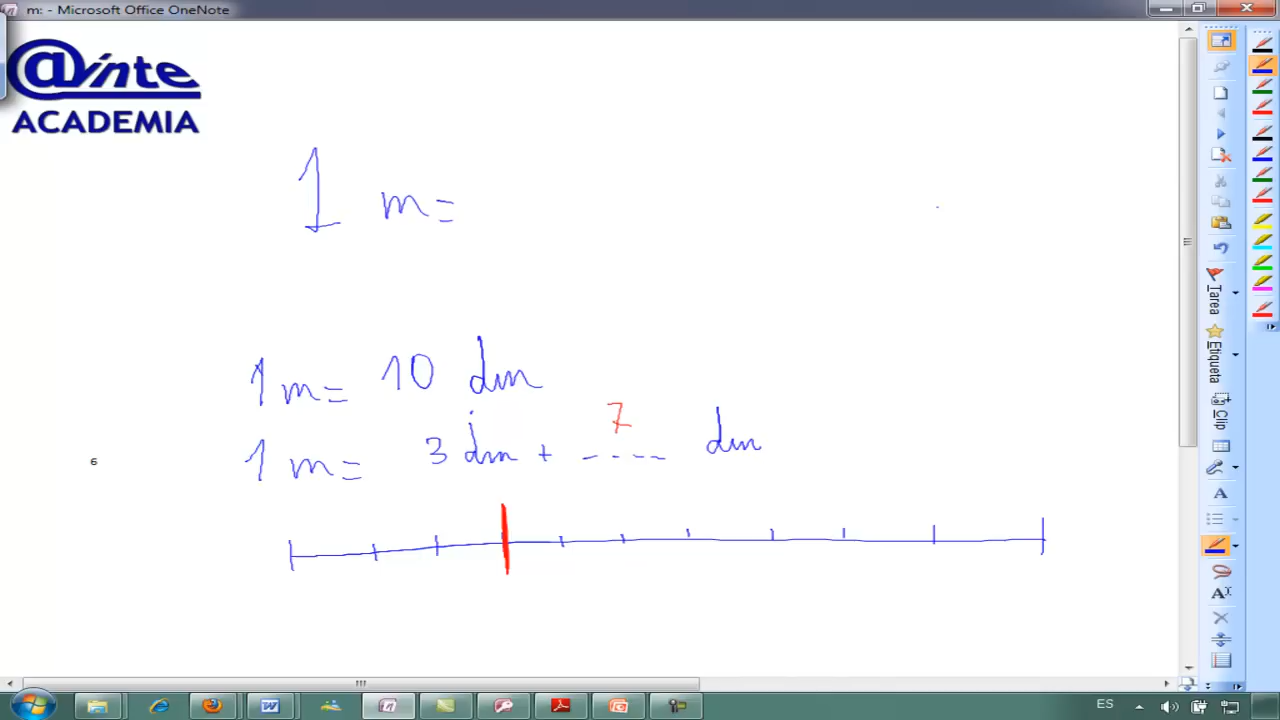 m: - Microsoft Office OneNote
@inte
ACADEMIA
1 m=
1 m= 10 dm
7
1 m= 3 dm + .... dm
6
Tarea
Etiqueta
Clip
A
A
ES